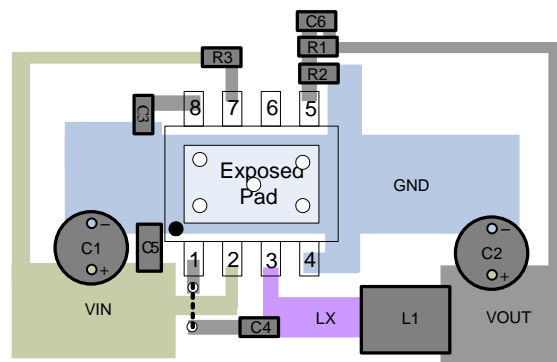 C6
R1
R3
R2
C3
8 7 6 5
Exposed
Pad
GND
C1 − +
C5
C2 − +
1 2 3 4
VIN
C4
LX
L1
VOUT